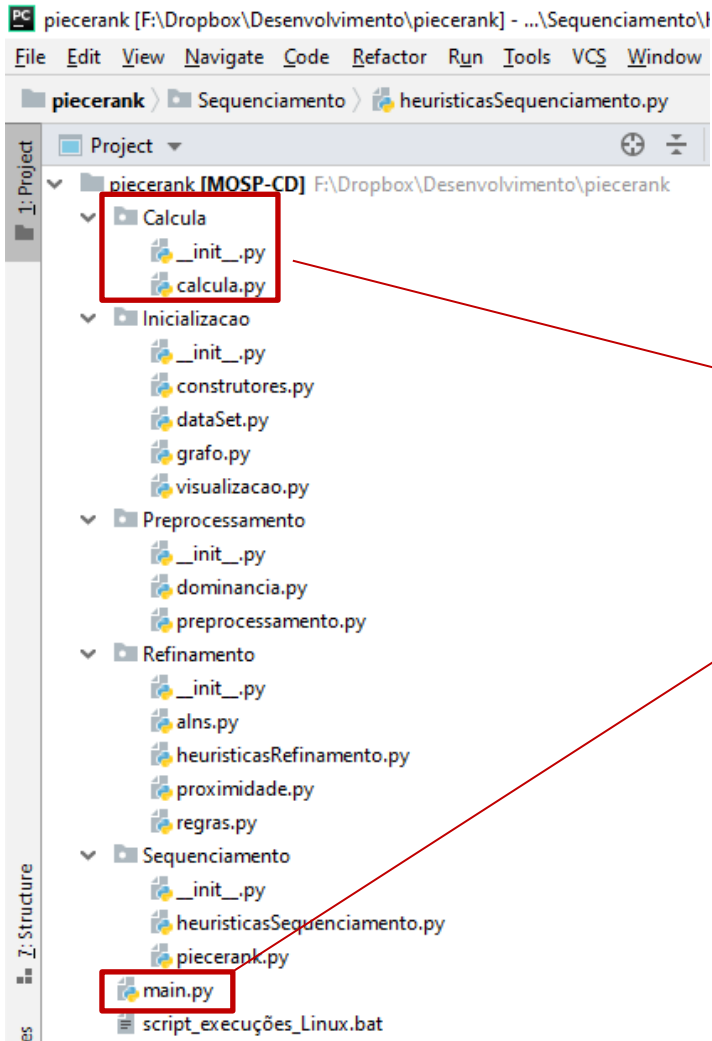 PC piecerank [F:\Dropbox\Desenvolvimento\piecerank] - ...\Sequenciamento\
File Edit View Navigate Code Refactor Run Tools VCS Window
piecerank Sequenciamento heuristicasSequenciamento.py
1: Project
Project
piecerank [MOSP-CD] F:\Dropbox\Desenvolvimento\piecerank
Calcula
__init__.py
calcula.py
Inicializacao
__init__.py
construtores.py
dataSet.py
grafo.py
visualizacao.py
Preprocessamento
__init__.py
dominancia.py
preprocessamento.py
Refinamento
__init__.py
alns.py
heuristicasRefinamento.py
proximidade.py
regras.py
Sequenciamento
__init__.py
heuristicasSequenciamento.py
piecerank.py
main.py
script_execuções_Linux.bat
7: Structure
es